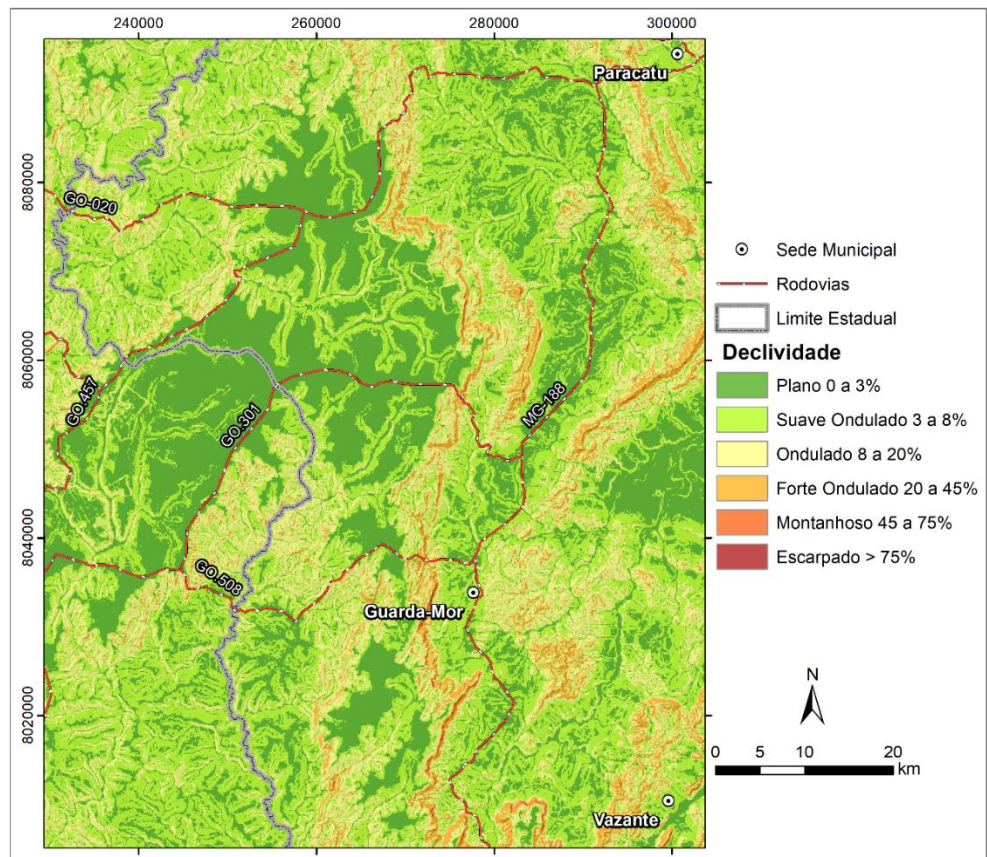 240000
260000
280000
300000
Paracatu
8080000
GO-020
Sede Municipal
Rodovias
Limite Estadual
Declividade
Plano 0 a 3%
Suave Ondulado 3 a 8%
Ondulado 8 a 20%
Forte Ondulado 20 a 45%
Montanhoso 45 a 75%
Escarpado > 75%
8060000
GO.457
GO.301
MG-188
8040000
GO.508
Guarda-Mor
N
8020000
0 5 10 20
km
Vazante